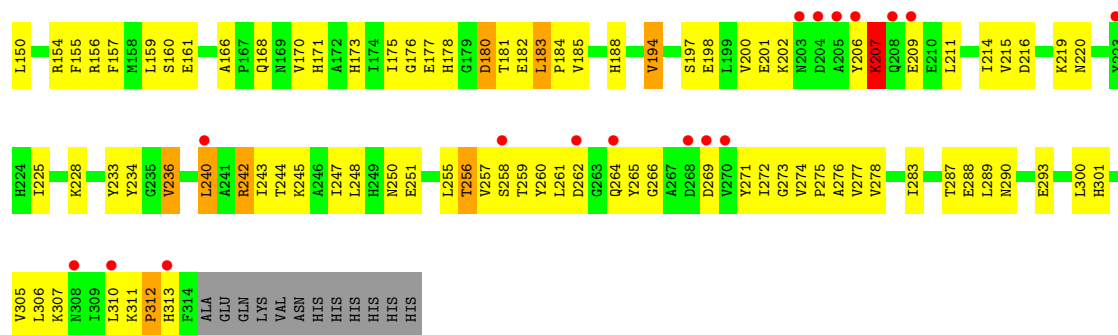 L150 R154 F155 R156 F157 M158 L159 S160 E161 A166 P167 Q168 N169 V170 H171 A172 H173 I174 I175 G176 E177 H178 G179 D180 T181 E182 L183 P184 V185 H188 V194 S197 E198 L199 V200 E201 K202 N203 D204 A205 Y206 K207 Q208 E209 E210 L211 I214 V215 D216 K219 N220
H224 I225 K228 Y233 Y234 G235 V236 L240 A241 R242 I243 T244 K245 A246 I247 L248 H249 N250 E251 L255 T256 V257 S258 T259 Y260 L261 D262 G263 Q264 Y265 G266 A267 D268 D269 V270 Y271 I272 G273 V274 P275 A276 V277 V278 I283 T287 E288 L289 N290 E293 L300 H301
V305 L306 K307 N308 I309 L310 K311 P312 H313 F314 ALA GLU GLN LYS VAL ASN HIS HIS HIS HIS HIS HIS